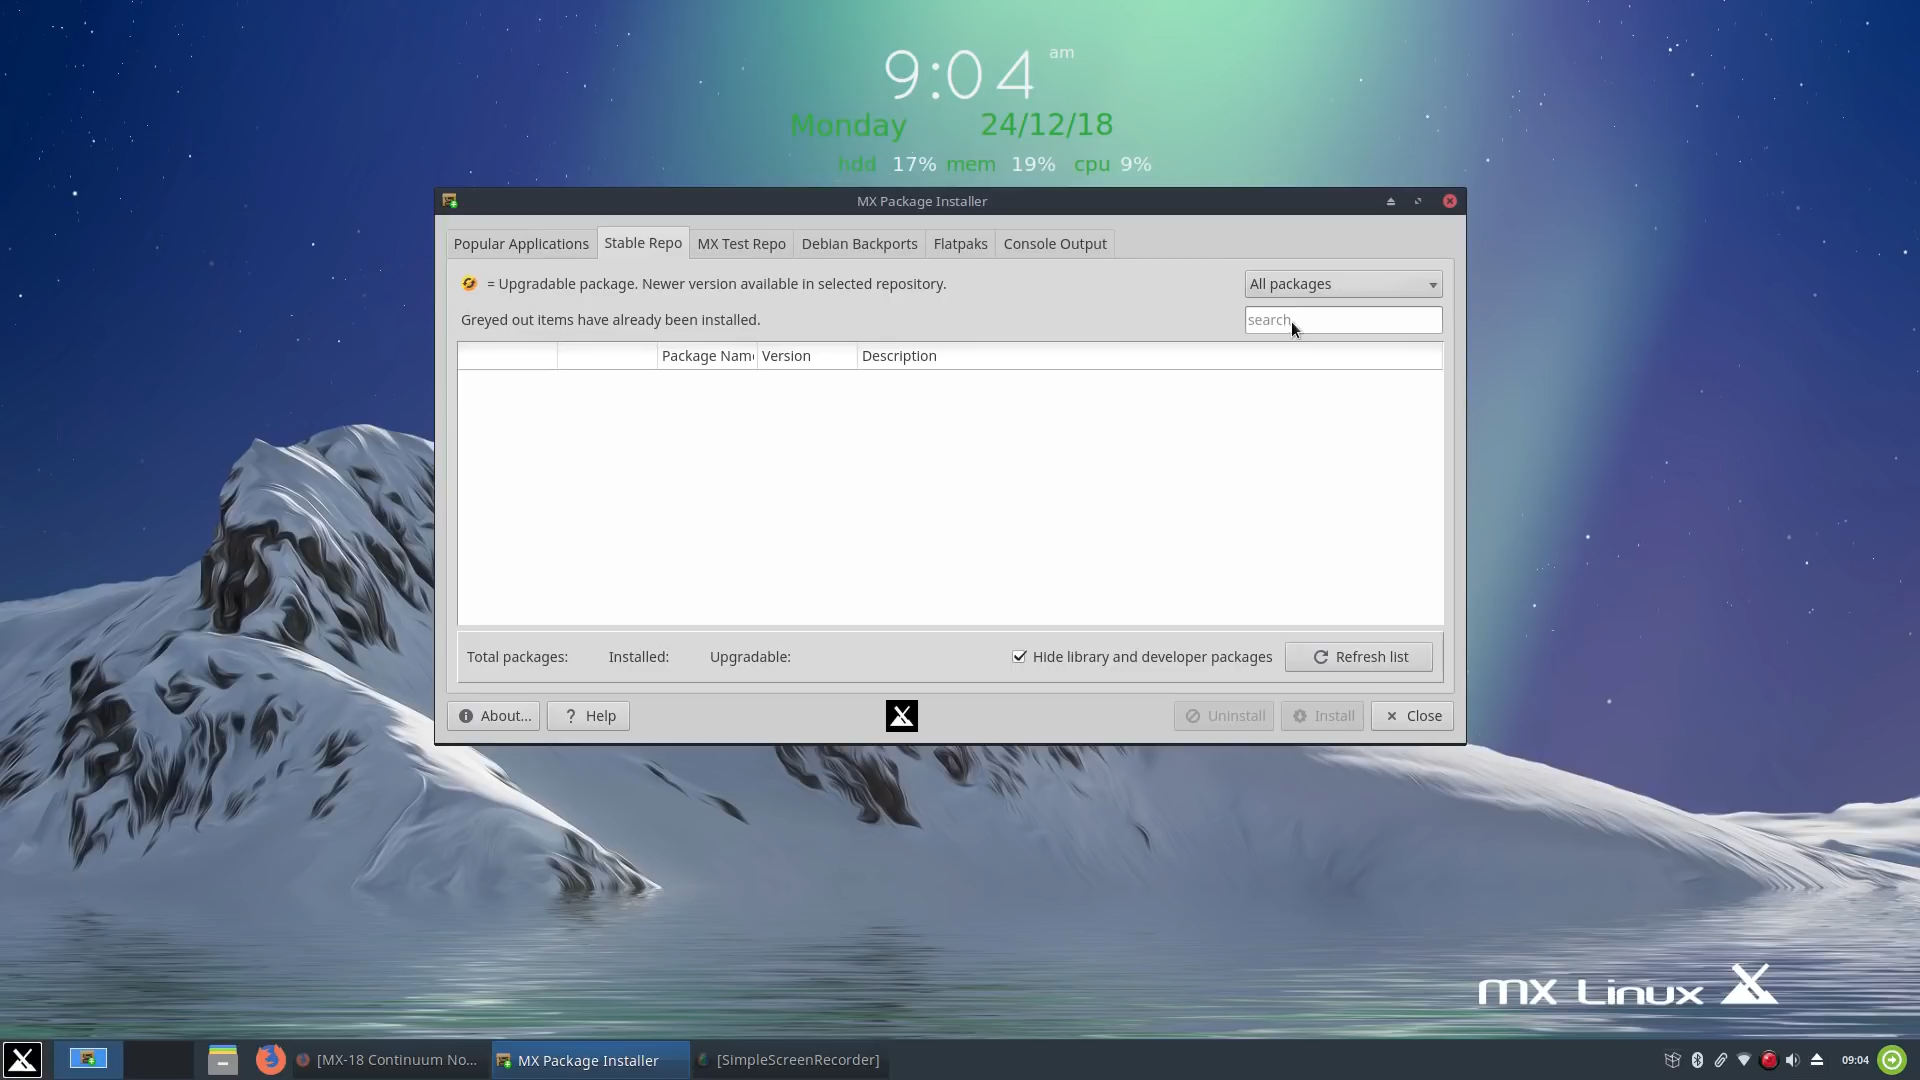 9:04 am
Monday 24/12/18
hdd 17% mem 19% cpu 9%
MX Package Installer
Popular Applications Stable Repo MX Test Repo Debian Backports Flatpaks Console Output
= Upgradable package. Newer version available in selected repository. All packages
Greyed out items have already been installed. search
Package Nam Version Description
Total packages: Installed: Upgradable: Hide library and developer packages Refresh list
About... Help Uninstall Install Close
mx Linux
[MX-18 Continuum No... MX Package Installer [SimpleScreenRecorder] 09:04